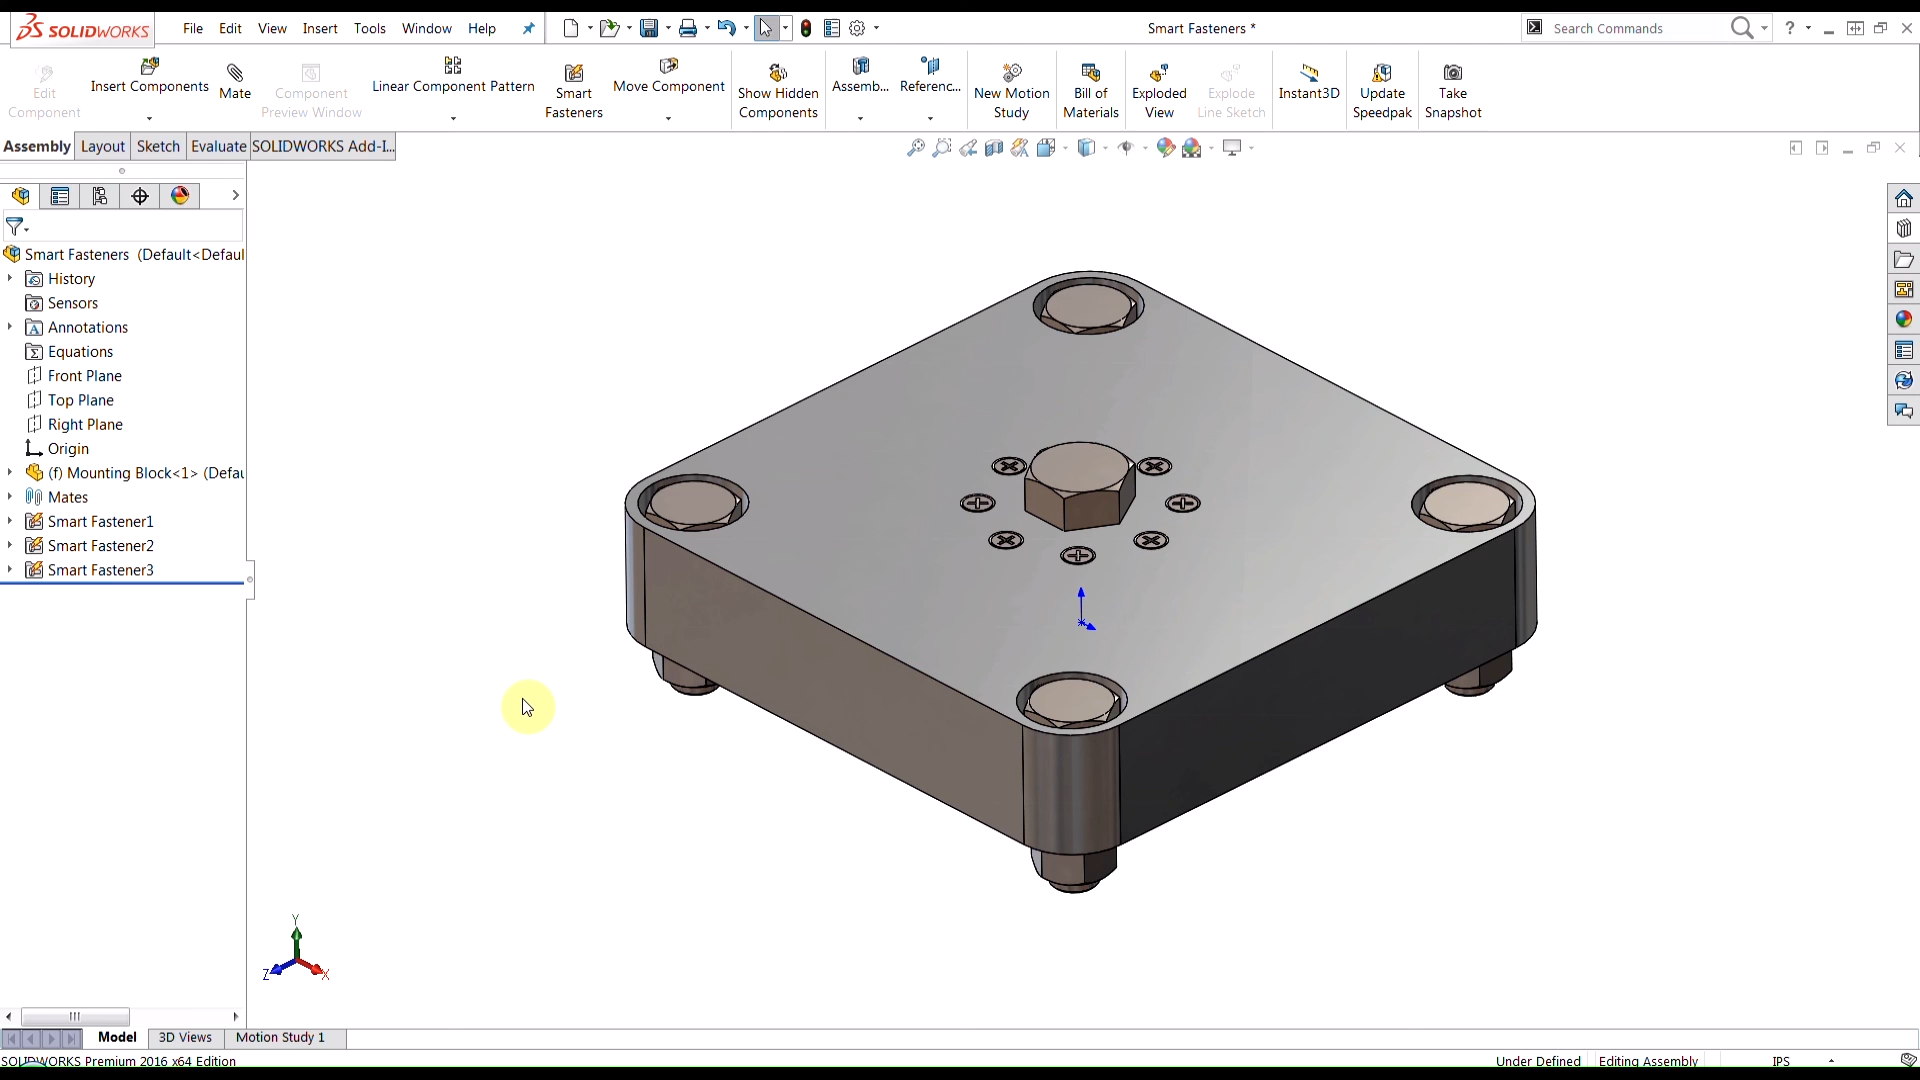 SOLIDWORKS
File Edit View Insert Tools Window Help
Smart Fasteners *
Search Commands
?
Edit Component
Insert Components
Mate
Component Preview Window
Linear Component Pattern
Smart Fasteners
Move Component
Show Hidden Components
Assemb...
Referenc...
New Motion Study
Bill of Materials
Exploded View
Explode Line Sketch
Instant3D
Update Speedpak
Take Snapshot
Assembly Layout Sketch Evaluate SOLIDWORKS Add-I...
Smart Fasteners (Default<Defaul
History
Sensors
Annotations
Equations
Front Plane
Top Plane
Right Plane
Origin
(f) Mounting Block<1> (Defau
Mates
Smart Fastener1
Smart Fastener2
Smart Fastener3
Y
Z
X
Model 3D Views Motion Study 1
SOLIDWORKS Premium 2016 x64 Edition
Under Defined Editing Assembly IPS